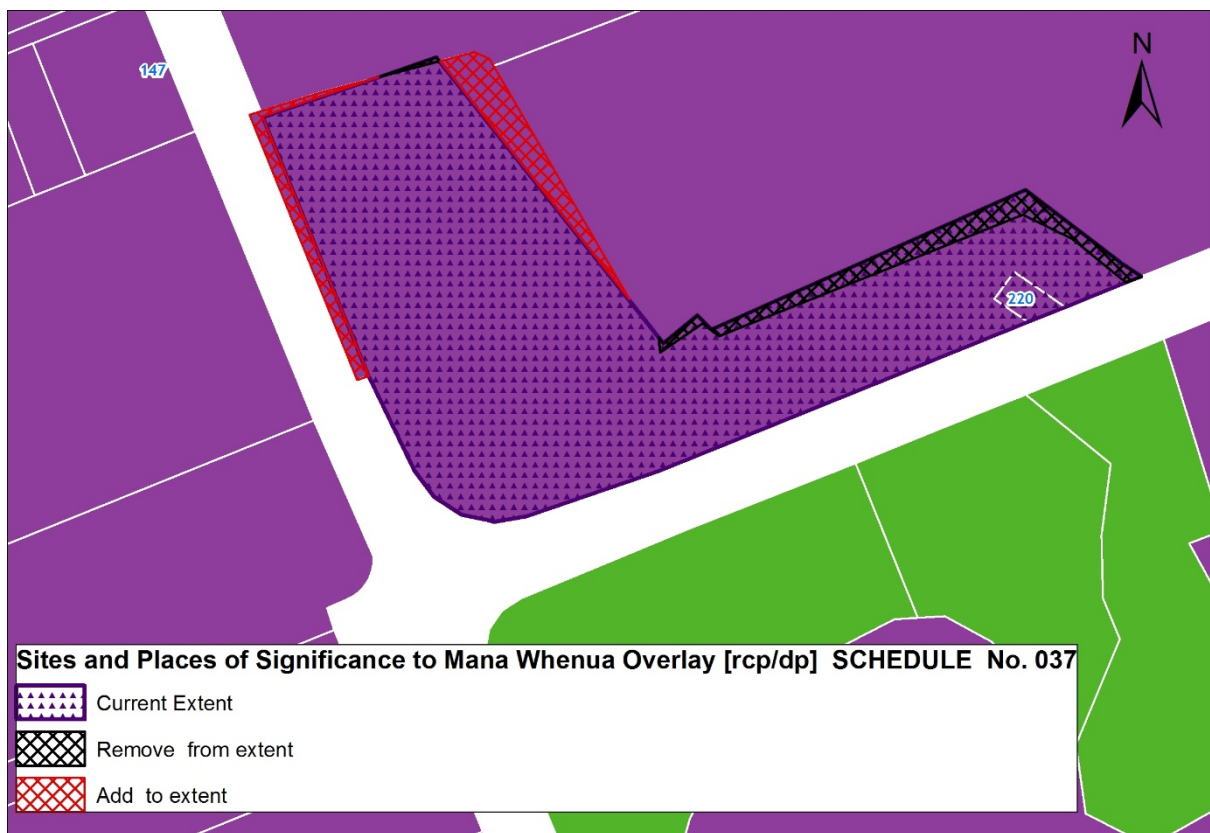 147
N
220
Sites and Places of Significance to Mana Whenua Overlay [rcp/dp] SCHEDULE No. 037
Current Extent
Remove from extent
Add to extent